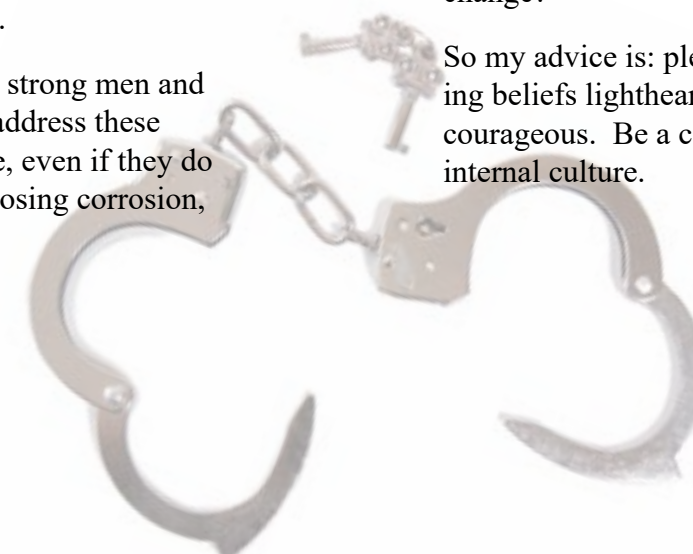 .
strong men and
address these
e, even if they do
osing corrosion,
change?
So my advice is: ple
ing beliefs lighthear
courageous.  Be a c
internal culture.